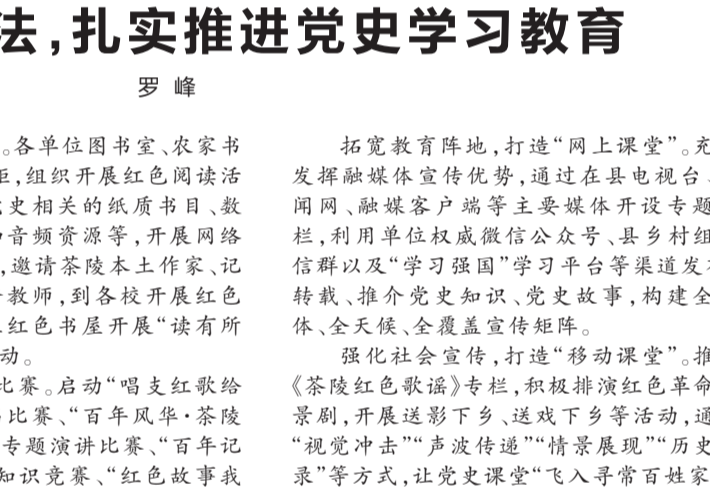 法,扎实推进党史学习教育
罗 峰
。各单位图书室、农家书
柜,组织开展红色阅读活
史相关的纸质书目、数
音频资源等,开展网络
,邀请茶陵本土作家、记
教师,到各校开展红色
红色书屋开展“读有所
动。
比赛。启动“唱支红歌给
比赛、“百年风华·茶陵
专题演讲比赛、“百年记
知识竞赛、“红色故事我
拓宽教育阵地,打造“网上课堂”。充
发挥融媒体宣传优势,通过在县电视台、
闻网、融媒客户端等主要媒体开设专题
栏,利用单位权威微信公众号、县乡村组
信群以及“学习强国”学习平台等渠道发布
转载、推介党史知识、党史故事,构建全
体、全天候、全覆盖宣传矩阵。
强化社会宣传,打造“移动课堂”。推
《茶陵红色歌谣》专栏,积极排演红色革命
景剧,开展送影下乡、送戏下乡等活动,通
“视觉冲击”“声波传递”“情景展现”“历史
录”等方式,让党史课堂“飞入寻常百姓家